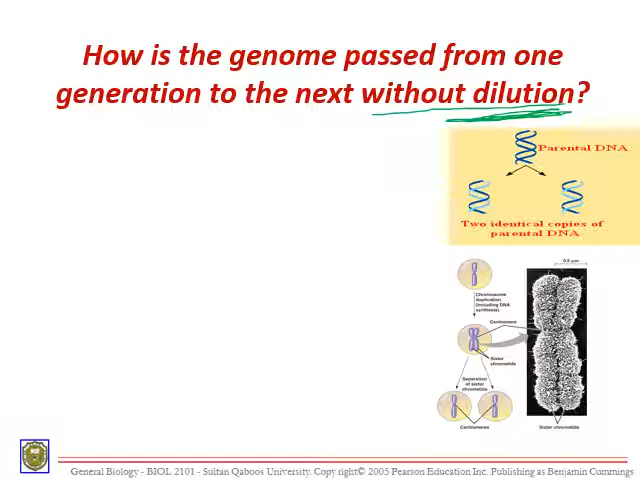 How is the genome passed from one
generation to the next without dilution?
Parental DNA
Two identical copies of
parental DNA
0.5 µm
Chromosome
duplication
(including DNA
synthesis)
Centromere
Sister
chromatids
Separation
of sister
chromatids
Centromeres
Sister chromatids
General Biology - BIOL 2101 - Sultan Qaboos University. Copy right© 2005 Pearson Education Inc. Publishing as Benjamin Cummings